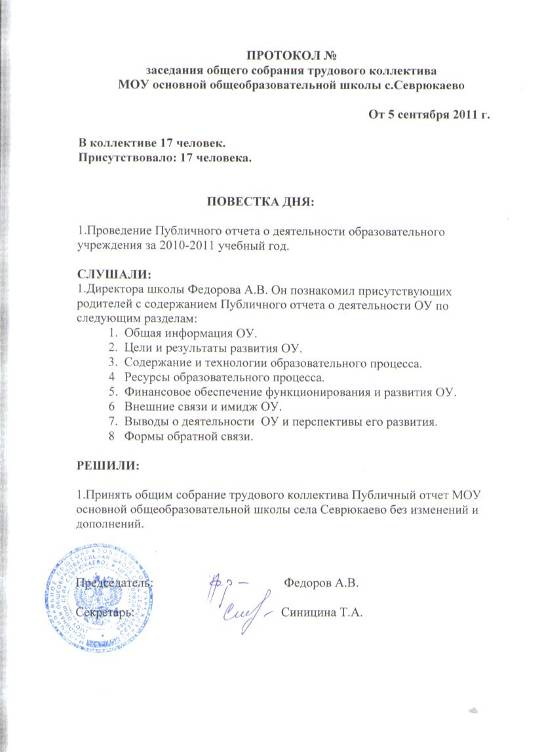 ПРОТОКОЛ №
заседания общего собрания трудового коллектива
МОУ основной общеобразовательной школы с.Севрюкаево
От 5 сентября 2011 г.
В коллективе 17 человек.
Присутствовало: 17 человека.
ПОВЕСТКА ДНЯ:
1.Проведение Публичного отчета о деятельности образовательного
учреждения за 2010-2011 учебный год.
СЛУШАЛИ:
1.Директора школы Федорова А.В. Он познакомил присутствующих
родителей с содержанием Публичного отчета о деятельности ОУ по
следующим разделам:
1. Общая информация ОУ.
2. Цели и результаты развития ОУ.
3. Содержание и технологии образовательного процесса.
4 Ресурсы образовательного процесса.
5. Финансовое обеспечение функционирования и развития ОУ.
6 Внешние связи и имидж ОУ.
7. Выводы о деятельности ОУ и перспективы его развития.
8 Формы обратной связи.
РЕШИЛИ:
1.Принять общим собрание трудового коллектива Публичный отчет МОУ
основной общеобразовательной школы села Севрюкаево без изменений и
дополнений.
Председатель: Федоров А.В.
Секретарь: Синицина Т.А.